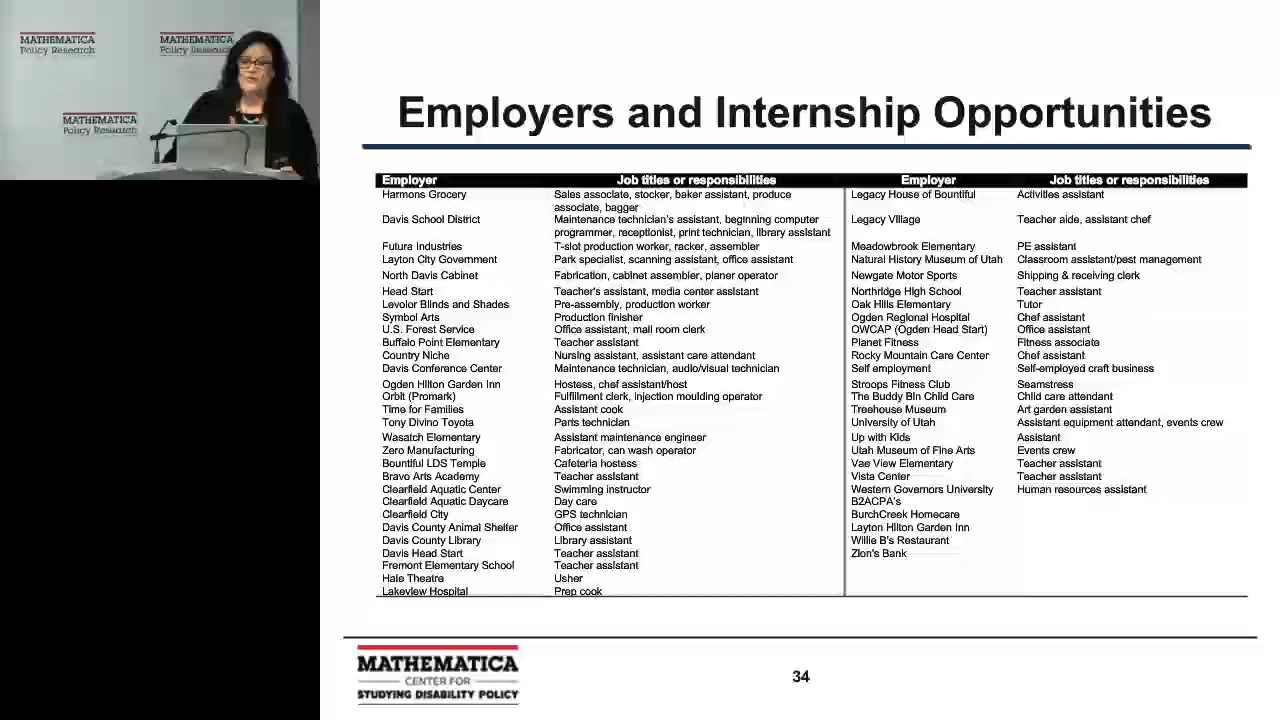 MATHEMATICA
Policy Research
MATHEMATICA
Policy Research
MATHEMATICA
Policy Research
Employers and Internship Opportunities
Employer Job titles or responsibilities Employer Job titles or responsibilities
Harmons Grocery Sales associate, stocker, baker assistant, produce Legacy House of Bountiful Activities assistant
associate, bagger
Davis School District Maintenance technician's assistant, beginning computer Legacy Village Teacher aide, assistant chef
programmer, receptionist, print technician, library assistant
Futura Industries T-slot production worker, racker, assembler Meadowbrook Elementary PE assistant
Layton City Government Park specialist, scanning assistant, office assistant Natural History Museum of Utah Classroom assistant/pest management
North Davis Cabinet Fabrication, cabinet assembler, planer operator Newgate Motor Sports Shipping & receiving clerk
Head Start Teacher's assistant, media center assistant Northridge High School Teacher assistant
Levolor Blinds and Shades Pre-assembly, production worker Oak Hills Elementary Tutor
Symbol Arts Production finisher Ogden Regional Hospital Chef assistant
U.S. Forest Service Office assistant, mail room clerk OWCAP (Ogden Head Start) Office assistant
Buffalo Point Elementary Teacher assistant Planet Fitness Fitness associate
Country Niche Nursing assistant, assistant care attendant Rocky Mountain Care Center Chef assistant
Davis Conference Center Maintenance technician, audio/visual technician Self employment Self-employed craft business
Ogden Hilton Garden Inn Hostess, chef assistant/host Stroops Fitness Club Seamstress
Orbit (Promark) Fulfillment clerk, injection moulding operator The Buddy Bin Child Care Child care attendant
Time for Families Assistant cook Treehouse Museum Art garden assistant
Tony Divino Toyota Parts technician University of Utah Assistant equipment attendant, events crew
Wasatch Elementary Assistant maintenance engineer Up with Kids Assistant
Zero Manufacturing Fabricator, can wash operator Utah Museum of Fine Arts Events crew
Bountiful LDS Temple Cafeteria hostess Vae View Elementary Teacher assistant
Bravo Arts Academy Teacher assistant Vista Center Teacher assistant
Clearfield Aquatic Center Swimming instructor Western Governors University Human resources assistant
Clearfield Aquatic Daycare Day care B2ACPA's
Clearfield City GPS technician BurchCreek Homecare
Davis County Animal Shelter Office assistant Layton Hilton Garden Inn
Davis County Library Library assistant Willie B's Restaurant
Davis Head Start Teacher assistant Zion's Bank
Fremont Elementary School Teacher assistant
Hale Theatre Usher
Lakeview Hospital Prep cook
MATHEMATICA
CENTER FOR
STUDYING DISABILITY POLICY
34